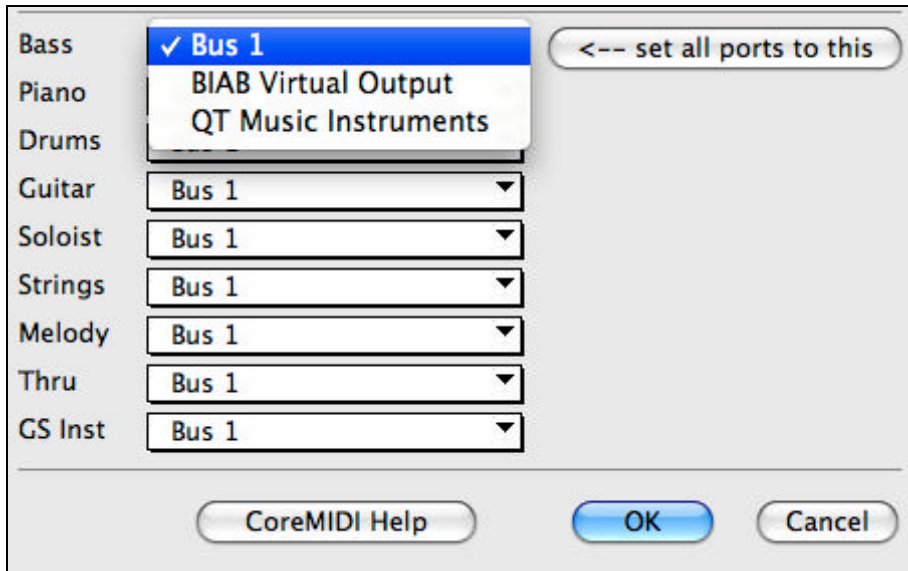 Bass ✓ Bus 1 <-- set all ports to this
BIAB Virtual Output
Piano
QT Music Instruments
Drums
Guitar Bus 1
Soloist Bus 1
Strings Bus 1
Melody Bus 1
Thru Bus 1
GS Inst Bus 1
CoreMIDI Help OK Cancel